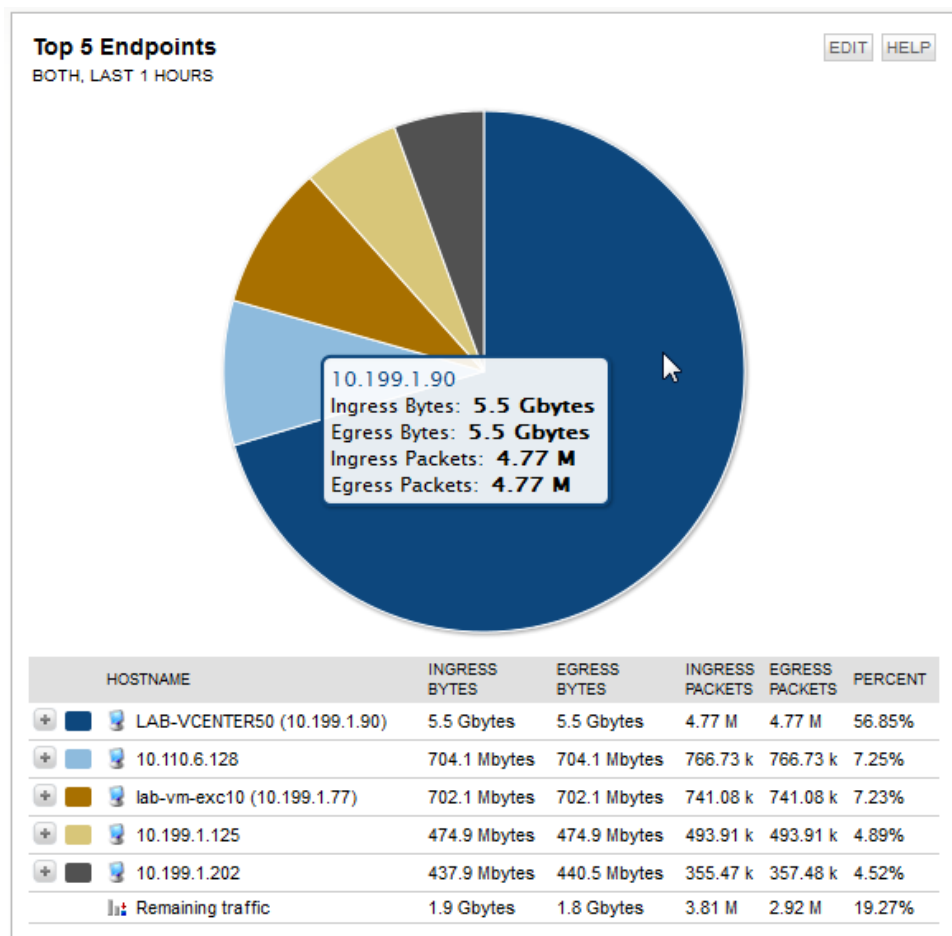 Top 5 Endpoints
EDIT HELP
BOTH, LAST 1 HOURS
10.199.1.90
Ingress Bytes: 5.5 Gbytes
Egress Bytes: 5.5 Gbytes
Ingress Packets: 4.77 M
Egress Packets: 4.77 M
HOSTNAME INGRESS BYTES EGRESS BYTES INGRESS PACKETS EGRESS PACKETS PERCENT
LAB-VCENTER50 (10.199.1.90) 5.5 Gbytes 5.5 Gbytes 4.77 M 4.77 M 56.85%
10.110.6.128 704.1 Mbytes 704.1 Mbytes 766.73 k 766.73 k 7.25%
lab-vm-exc10 (10.199.1.77) 702.1 Mbytes 702.1 Mbytes 741.08 k 741.08 k 7.23%
10.199.1.125 474.9 Mbytes 474.9 Mbytes 493.91 k 493.91 k 4.89%
10.199.1.202 437.9 Mbytes 440.5 Mbytes 355.47 k 357.48 k 4.52%
Remaining traffic 1.9 Gbytes 1.8 Gbytes 3.81 M 2.92 M 19.27%